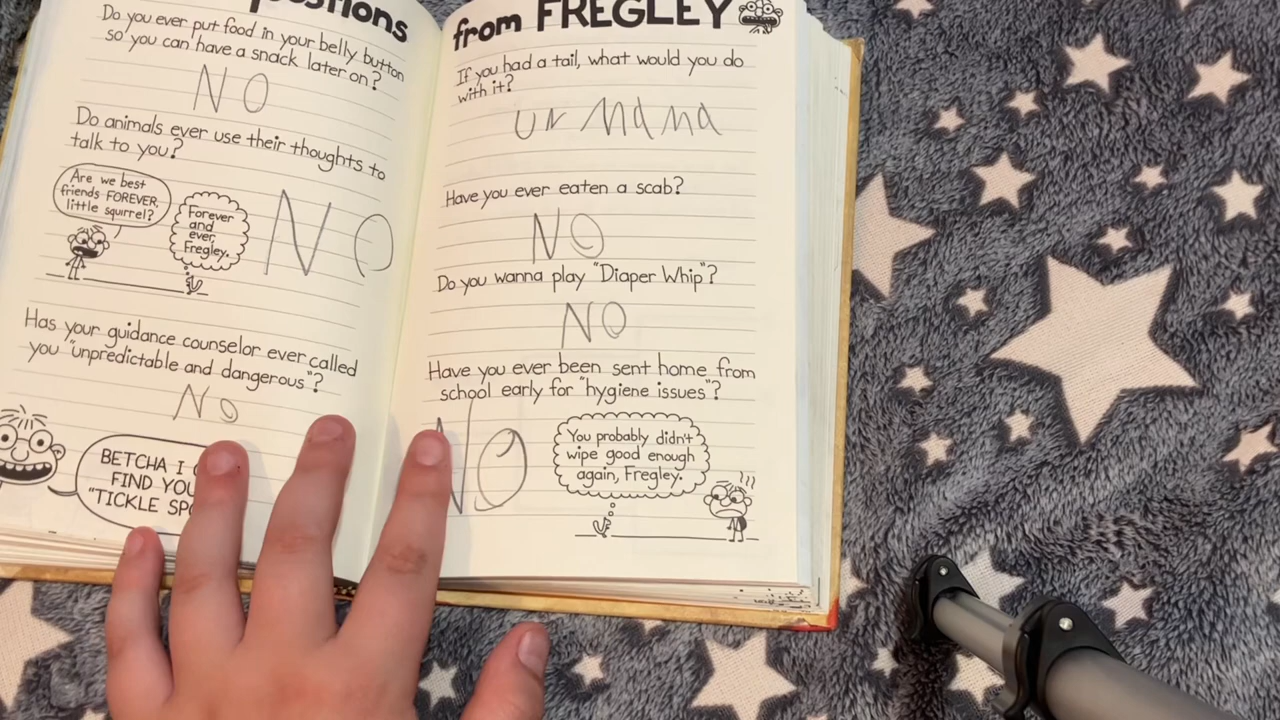 Do you ever put food in your belly button
so you can have a snack later on?
NO
Do animals ever use their thoughts to
talk to you?
Are we best
friends FOREVER,
little squirrel?
Forever
and
ever,
Fregley.
NO
Has your guidance counselor ever called
you "unpredictable and dangerous"?
No
BETCHA I
FIND
"TICKLE
from FREGLEY
If you had a tail, what would you do
with it?
ur mama
Have you ever eaten a scab?
NO
Do you wanna play "Diaper Whip"?
NO
Have you ever been sent home from
school early for "hygiene issues"?
NO
You probably didn't
wipe good enough
again, Fregley.